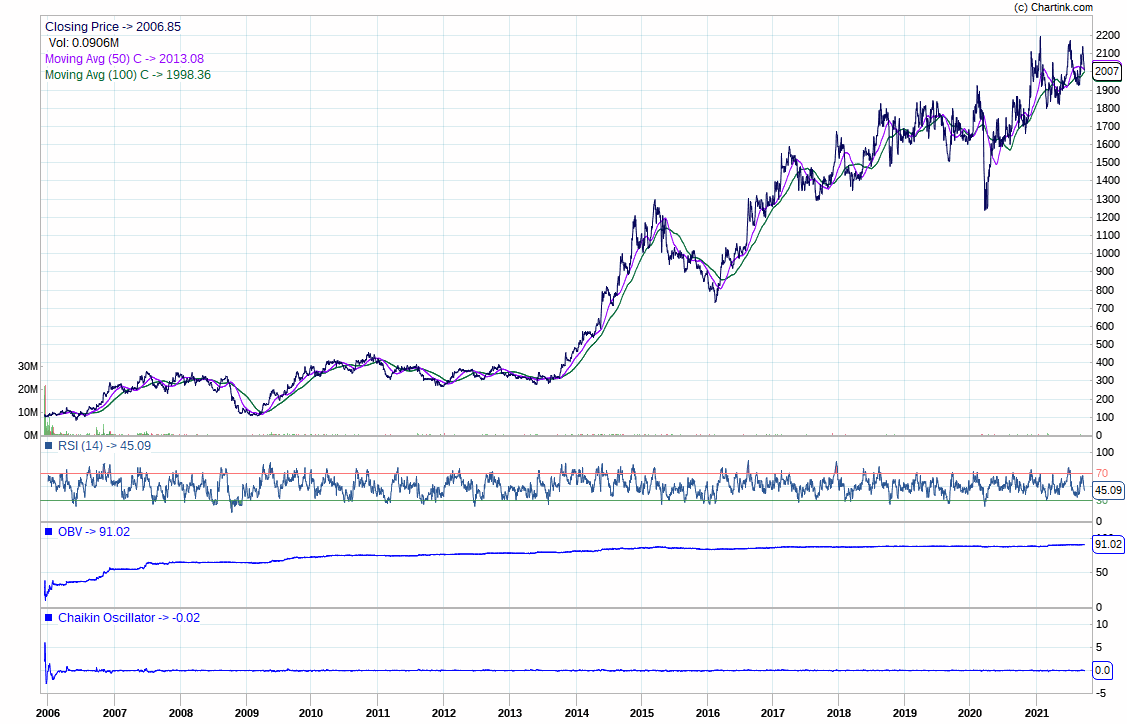 (c) Chartink.com
Closing Price -> 2006.85
Vol: 0.0906M
Moving Avg (50) C -> 2013.08
Moving Avg (100) C -> 1998.36
2200
2100
2007
1900
1800
1700
1600
1500
1400
1300
1200
1100
1000
900
800
700
600
500
400
300
200
100
0
30M
20M
10M
0M
RSI (14) -> 45.09
100
70
45.09
0
OBV -> 91.02
91.02
50
0
Chaikin Oscillator -> -0.02
10
5
0.0
-5
2006 2007 2008 2009 2010 2011 2012 2013 2014 2015 2016 2017 2018 2019 2020 2021